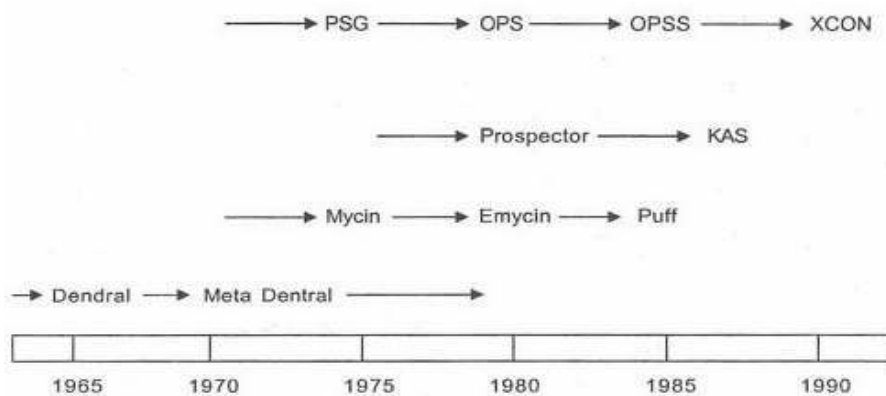 PSG OPS OPSS XCON
Prospector KAS
Mycin Emycin Puff
Dendral Meta Dentral
1965 1970 1975 1980 1985 1990